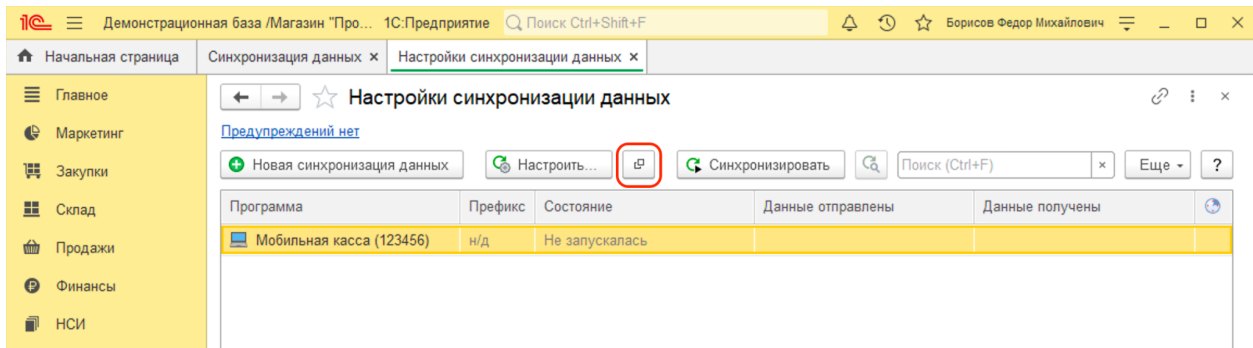 1С Демонстрационная база /Магазин "Про... 1С:Предприятие Поиск Ctrl+Shift+F Борисов Федор Михайлович
Начальная страница Синхронизация данных × Настройки синхронизации данных ×
Главное
Маркетинг
Закупки
Склад
Продажи
Финансы
НСИ
Настройки синхронизации данных
Предупреждений нет
Новая синхронизация данных Настроить... Синхронизировать Поиск (Ctrl+F) × Еще ?
Программа Префикс Состояние Данные отправлены Данные получены
Мобильная касса (123456) н/д Не запускалась